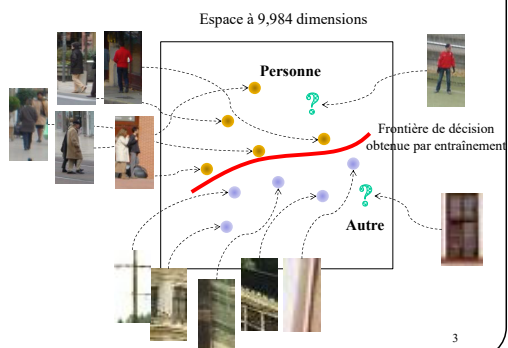 Espace à 9,984 dimensions
Personne
?
Frontière de décision
obtenue par entraînement
?
Autre
3